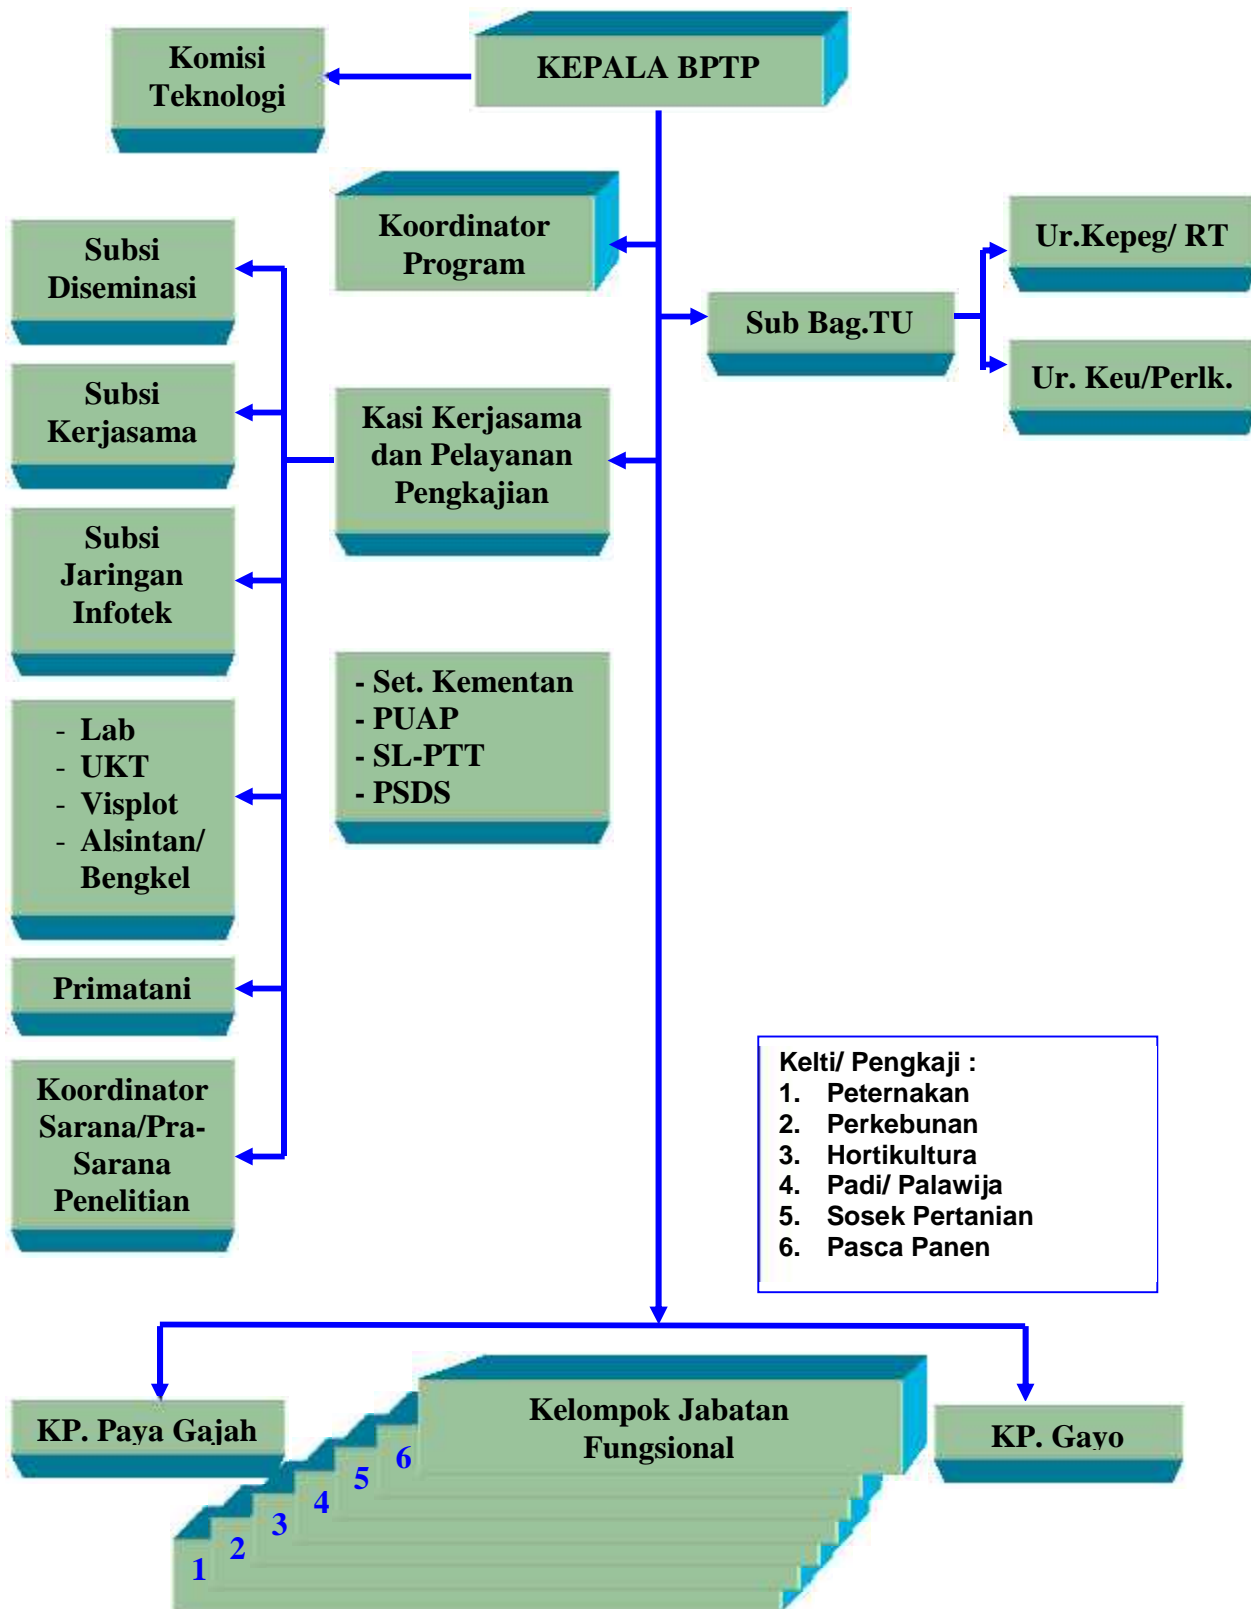 KEPALA BPTP
Komisi
Teknologi
Koordinator
Program
Ur.Kepeg/ RT
Sub Bag.TU
Ur. Keu/Perlk.
Subsi
Diseminasi
Subsi
Kerjasama
Kasi Kerjasama
dan Pelayanan
Pengkajian
Subsi
Jaringan
Infotek
- Set. Kementan
- PUAP
- SL-PTT
- PSDS
- Lab
- UKT
- Visplot
- Alsintan/
Bengkel
Primatani
Koordinator
Sarana/Pra-
Sarana
Penelitian
Kelti/ Pengkaji :
1. Peternakan
2. Perkebunan
3. Hortikultura
4. Padi/ Palawija
5. Sosek Pertanian
6. Pasca Panen
KP. Paya Gajah
Kelompok Jabatan
Fungsional
KP. Gayo
6
5
4
3
2
1